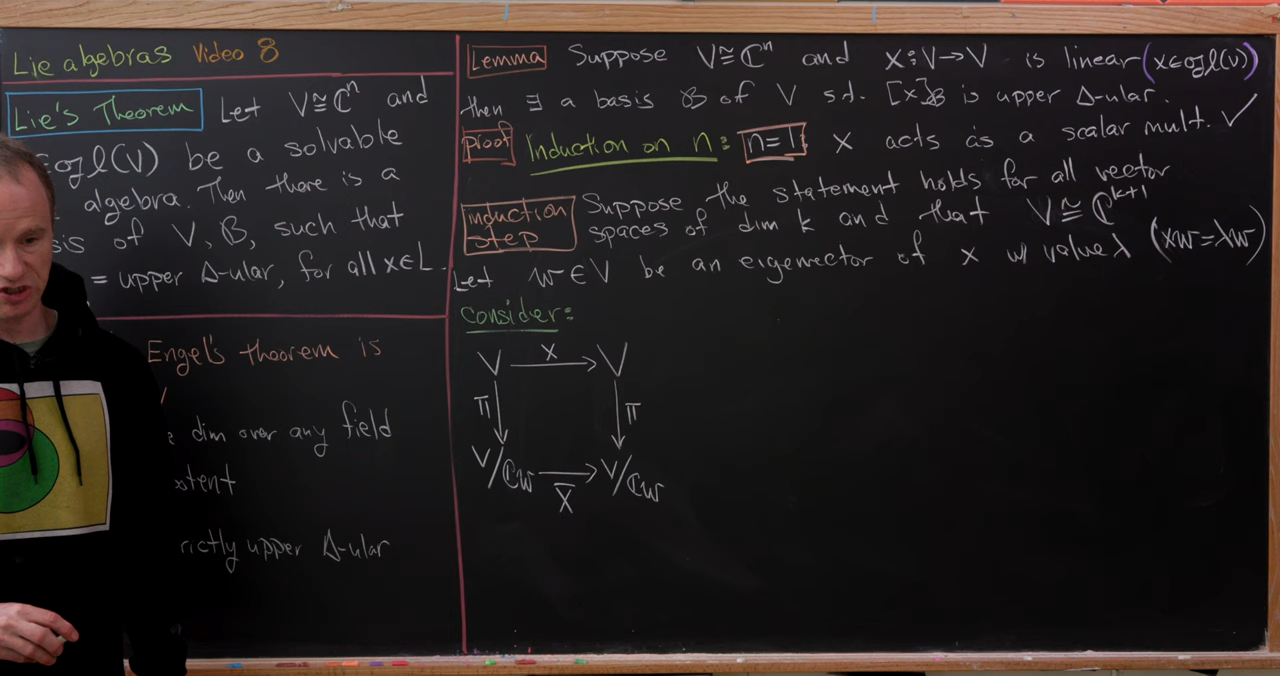 Lie algebras Video 8
Lie's Theorem Let V≅ℂⁿ and
gl(V) be a solvable
algebra. Then there is a
of V, B, such that
= upper Δ-ular, for all x∈L.
Engel's theorem is
dim over any field
upper Δ-ular
Lemma Suppose V≅ℂⁿ and x:V→V is linear (x∈gl(V))
then ∃ a basis B of V s.t. [x]_B is upper Δ-ular.
proof Induction on n: n=1: x acts as a scalar mult. ✓
induction step Suppose the statement holds for all vector
spaces of dim k and that V≅ℂᵏ⁺¹
Let w∈V be an eigenvector of x w/ value λ (xw=λw)
consider:
V x→ V
π π
V/ℂw x̄→ V/ℂw